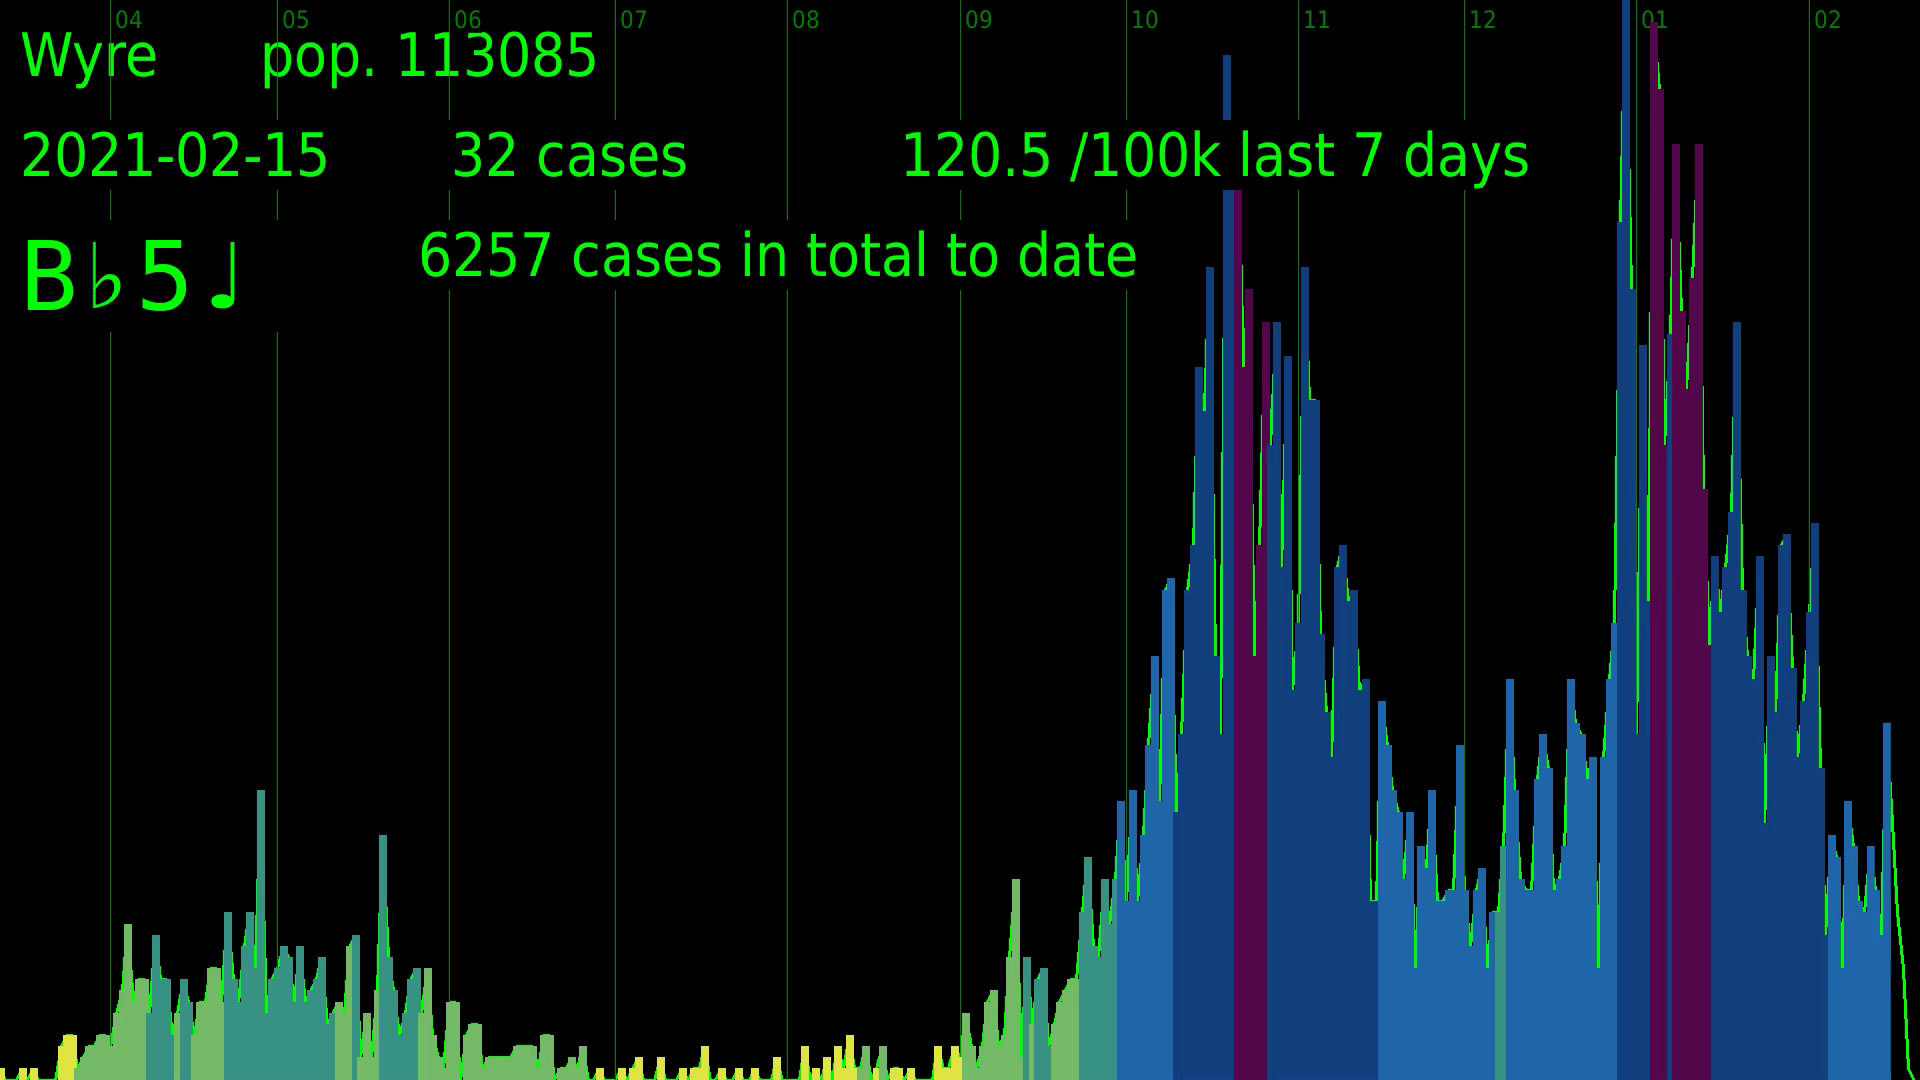 04 05 06 07 08 09 10 11 12 01 02
Wyre pop. 113085
2021-02-15 32 cases 120.5 /100k last 7 days
B♭5♩ 6257 cases in total to date